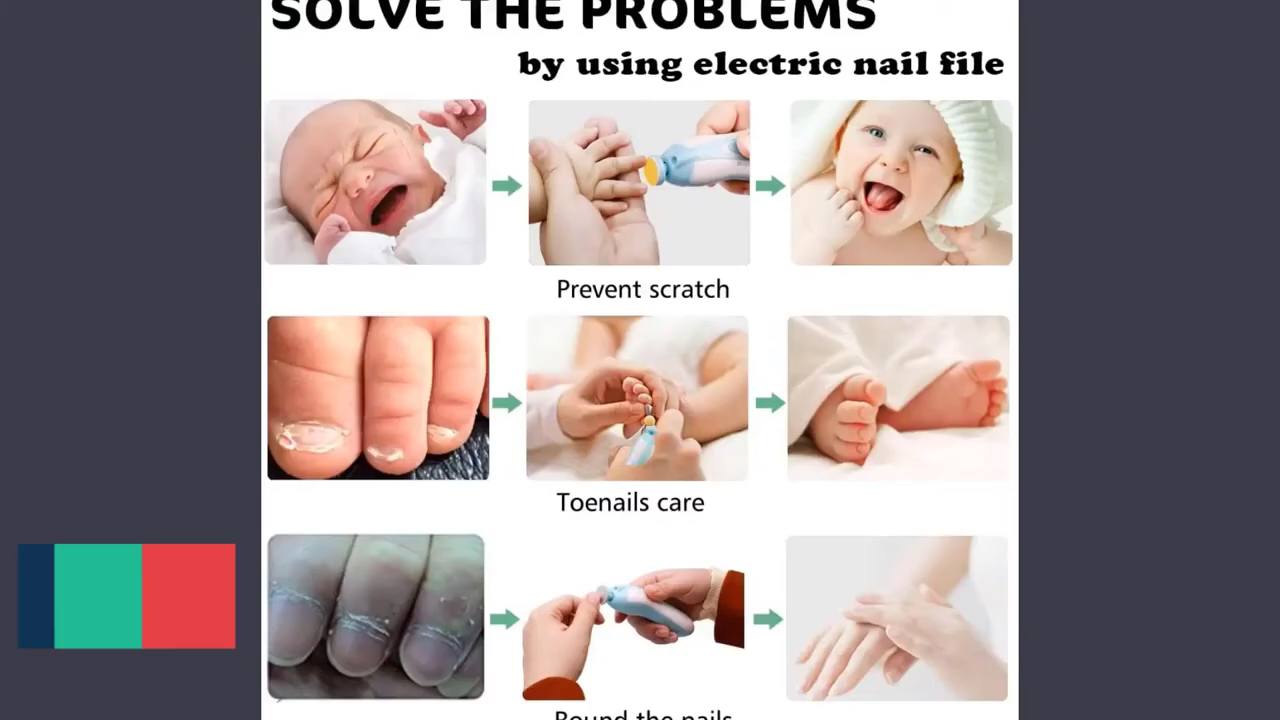 SOLVE THE PROBLEMS
by using electric nail file
Prevent scratch
Toenails care
Round the nails